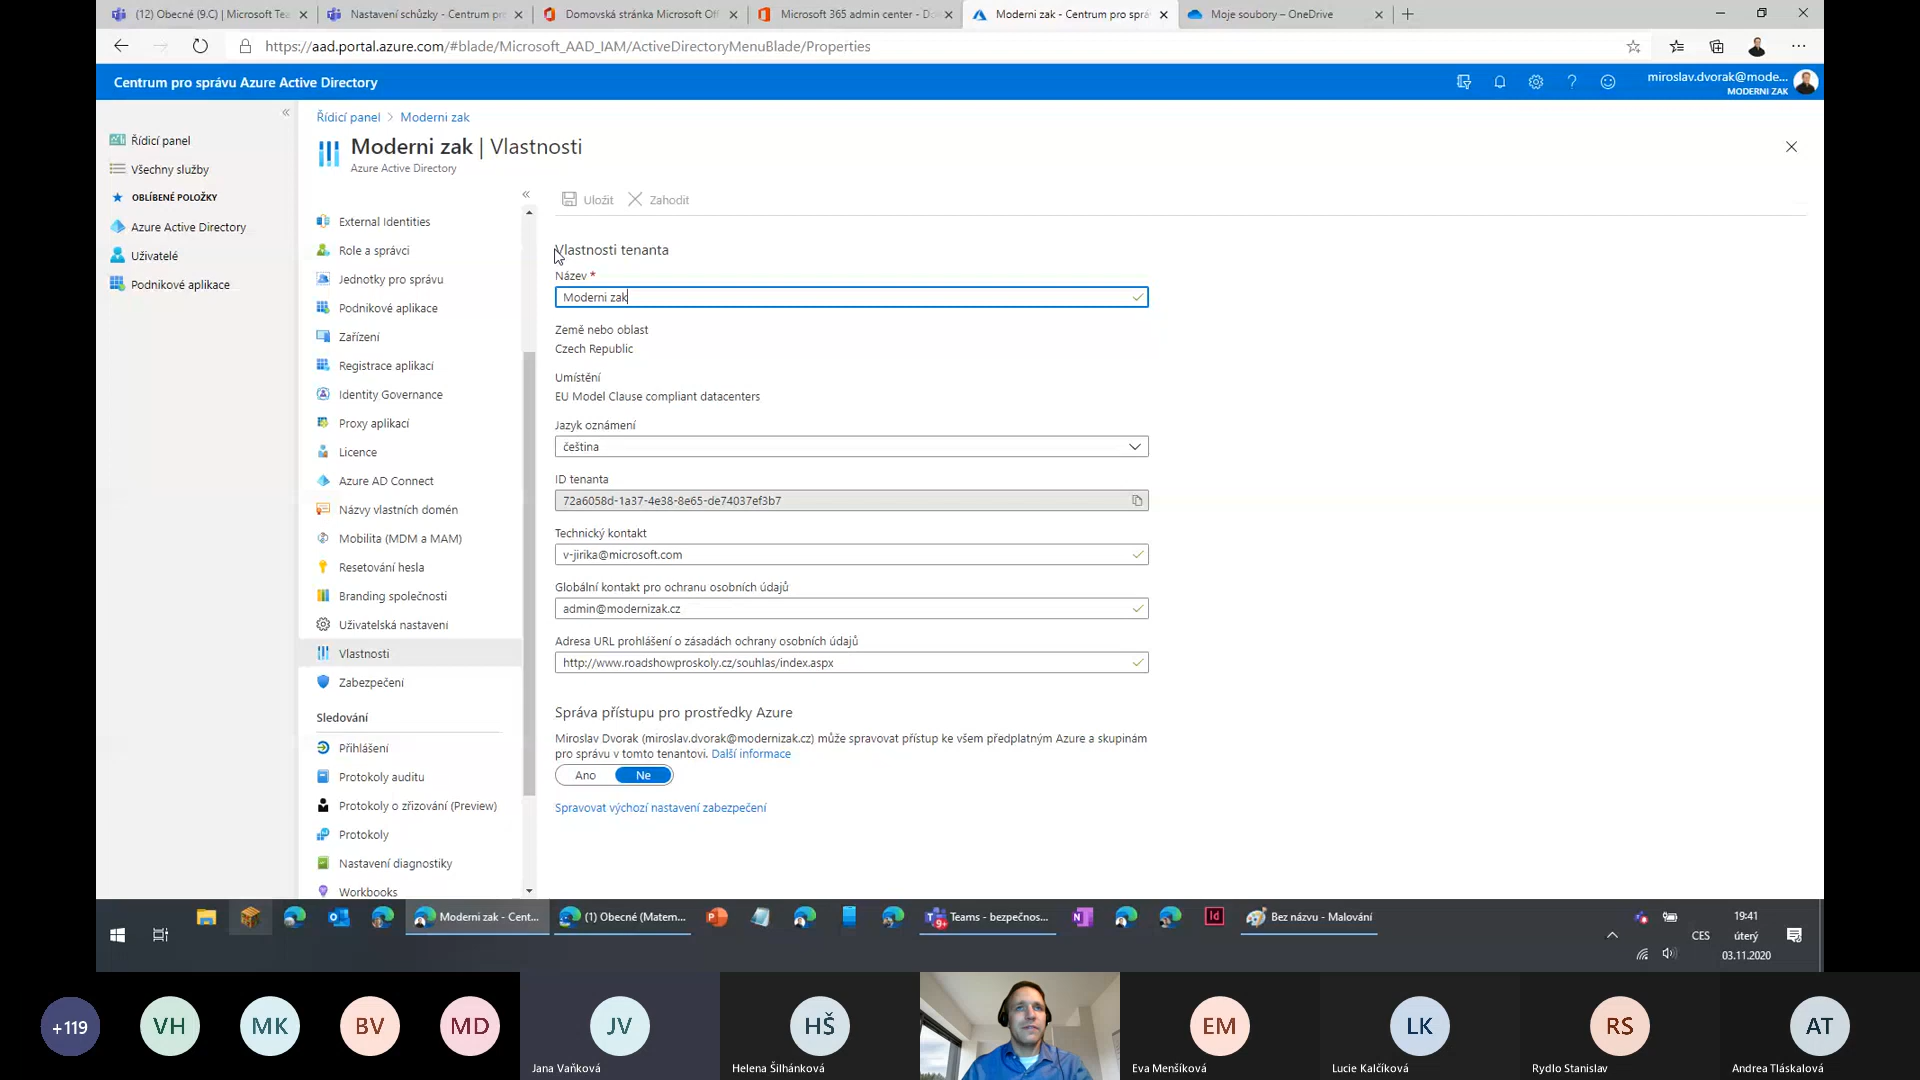 (12) Obecné (9.C) | Microsoft Tea
Nastavení schůzky - Centrum pro
Domovská stránka Microsoft Off
Microsoft 365 admin center - Do
Moderni zak - Centrum pro sprá
Moje soubory – OneDrive
https://aad.portal.azure.com/#blade/Microsoft_AAD_IAM/ActiveDirectoryMenuBlade/Properties
Centrum pro správu Azure Active Directory
miroslav.dvorak@mode...
MODERNI ZAK
Řídicí panel
Všechny služby
OBLÍBENÉ POLOŽKY
Azure Active Directory
Uživatelé
Podnikové aplikace
Řídicí panel > Moderni zak
Moderni zak | Vlastnosti
Azure Active Directory
External Identities
Role a správci
Jednotky pro správu
Podnikové aplikace
Zařízení
Registrace aplikací
Identity Governance
Proxy aplikací
Licence
Azure AD Connect
Názvy vlastních domén
Mobilita (MDM a MAM)
Resetování hesla
Branding společnosti
Uživatelská nastavení
Vlastnosti
Zabezpečení
Sledování
Přihlášení
Protokoly auditu
Protokoly o zřizování (Preview)
Protokoly
Nastavení diagnostiky
Workbooks
Uložit
Zahodit
Vlastnosti tenanta
Název *
Moderni zak
Země nebo oblast
Czech Republic
Umístění
EU Model Clause compliant datacenters
Jazyk oznámení
čeština
ID tenanta
72a6058d-1a37-4e38-8e65-de74037ef3b7
Technický kontakt
v-jirika@microsoft.com
Globální kontakt pro ochranu osobních údajů
admin@modernizak.cz
Adresa URL prohlášení o zásadách ochrany osobních údajů
http://www.roadshowproskoly.cz/souhlas/index.aspx
Správa přístupu pro prostředky Azure
Miroslav Dvorak (miroslav.dvorak@modernizak.cz) může spravovat přístup ke všem předplatným Azure a skupinám
pro správu v tomto tenantovi. Další informace
Ano
Ne
Spravovat výchozí nastavení zabezpečení
Moderni zak - Cent...
(1) Obecné (Matem...
Teams - bezpečnos...
Bez názvu - Malování
CES
19:41
úterý
03.11.2020
+119
VH
MK
BV
MD
JV
Jana Vaňková
HŠ
Helena Šilhánková
EM
Eva Menšíková
LK
Lucie Kalčíková
RS
Rydlo Stanislav
AT
Andrea Tláskalová